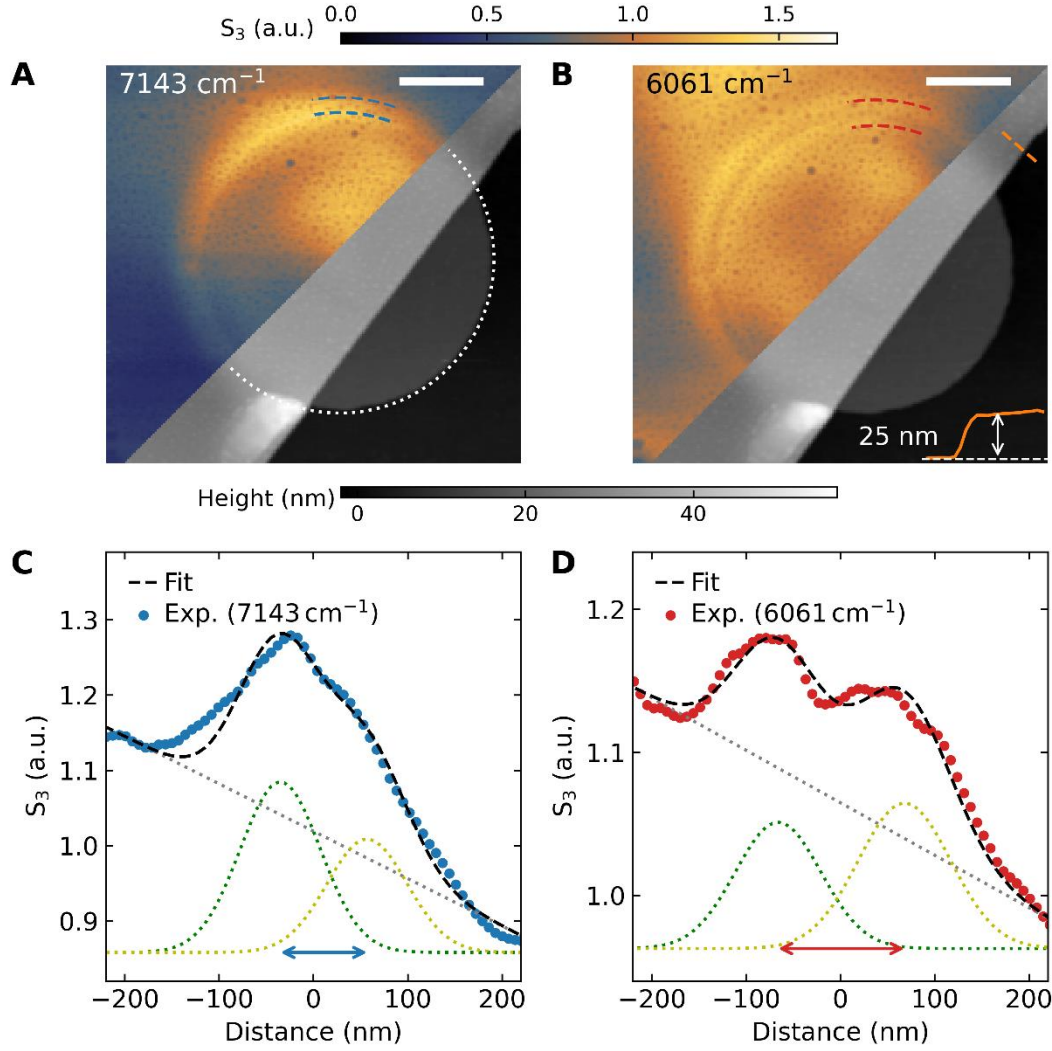 S₃ (a.u.)
0.0 0.5 1.0 1.5
A
7143 cm⁻¹
B
6061 cm⁻¹
25 nm
Height (nm)
0 20 40
C
Fit
Exp. (7143 cm⁻¹)
S₃ (a.u.)
1.3
1.2
1.1
1.0
0.9
−200 −100 0 100 200
Distance (nm)
D
Fit
Exp. (6061 cm⁻¹)
S₃ (a.u.)
1.2
1.1
1.0
−200 −100 0 100 200
Distance (nm)